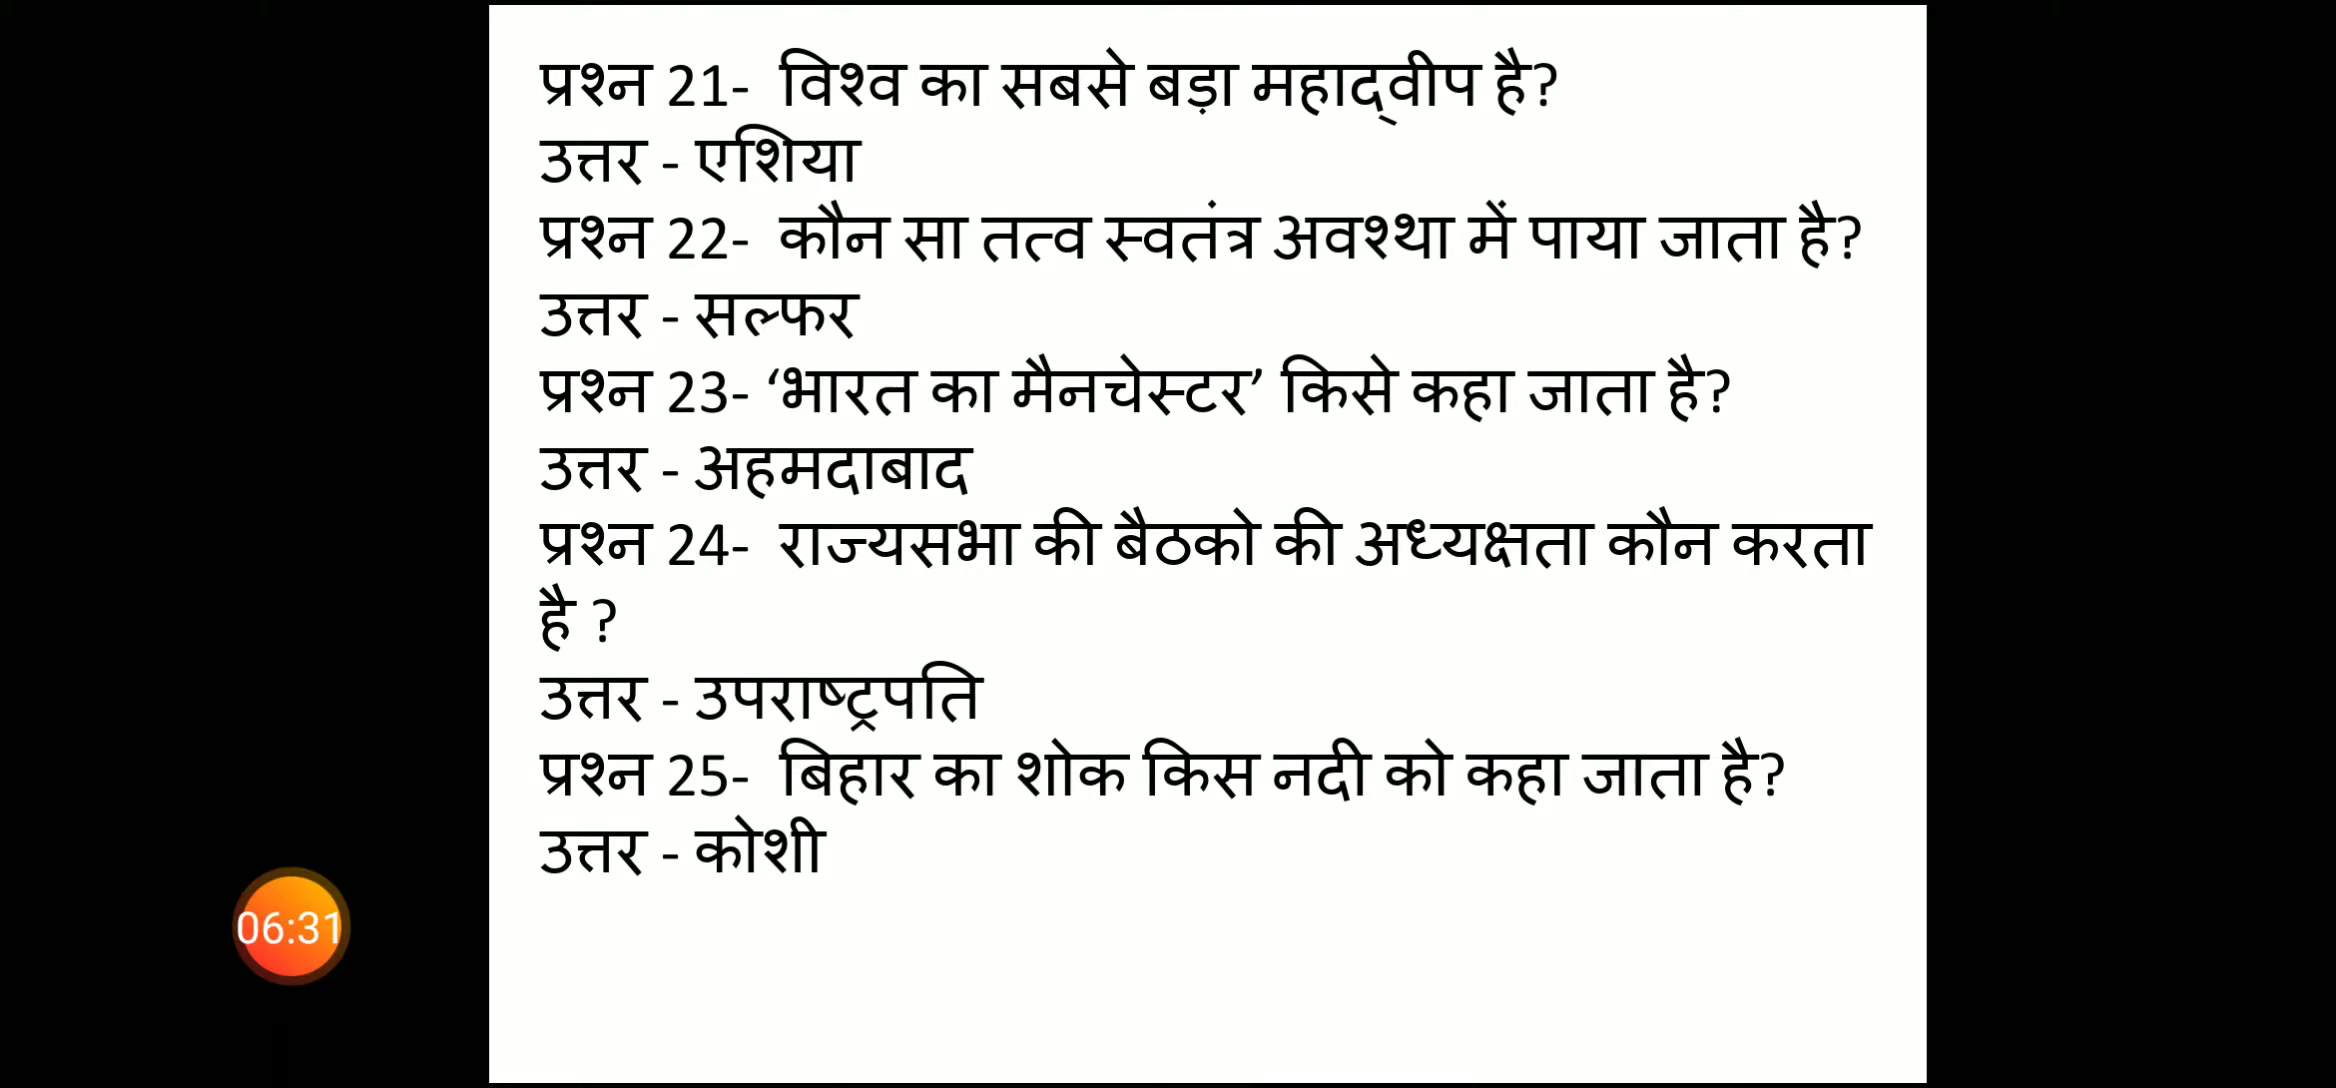 प्रश्न 21- विश्व का सबसे बड़ा महाद्वीप है?
उत्तर - एशिया
प्रश्न 22- कौन सा तत्व स्वतंत्र अवश्था में पाया जाता है?
उत्तर - सल्फर
प्रश्न 23- ‘भारत का मैनचेस्टर’ किसे कहा जाता है?
उत्तर - अहमदाबाद
प्रश्न 24- राज्यसभा की बैठको की अध्यक्षता कौन करता
है ?
उत्तर - उपराष्ट्रपति
प्रश्न 25- बिहार का शोक किस नदी को कहा जाता है?
उत्तर - कोशी
06:31